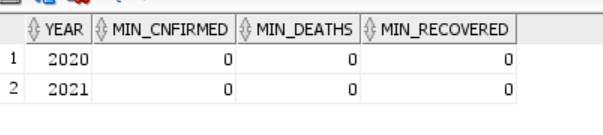 YEAR MIN_CNFIRMED MIN_DEATHS MIN_RECOVERED
1 2020 0 0 0
2 2021 0 0 0